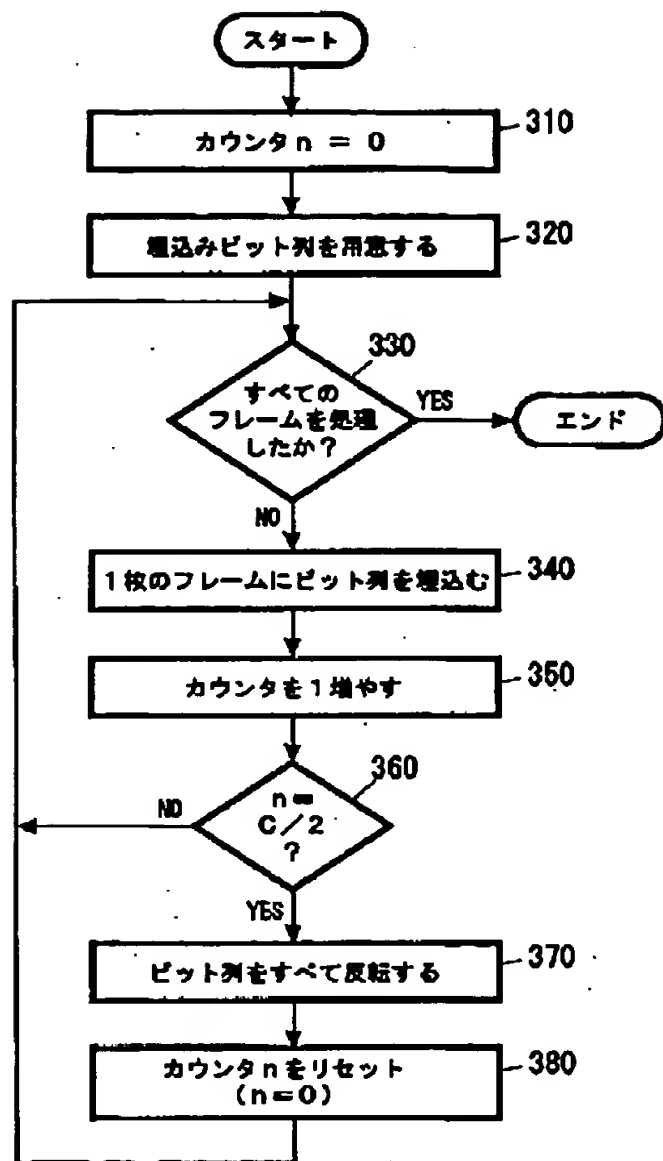 スタート
カウンタn = 0
310
埋込みビット列を用意する
320
330
すべての
フレームを処理
したか?
YES
エンド
NO
1枚のフレームにビット列を埋込む
340
カウンタを1増やす
350
360
n=
C/2
?
NO
YES
ビット列をすべて反転する
370
カウンタnをリセット
(n=0)
380